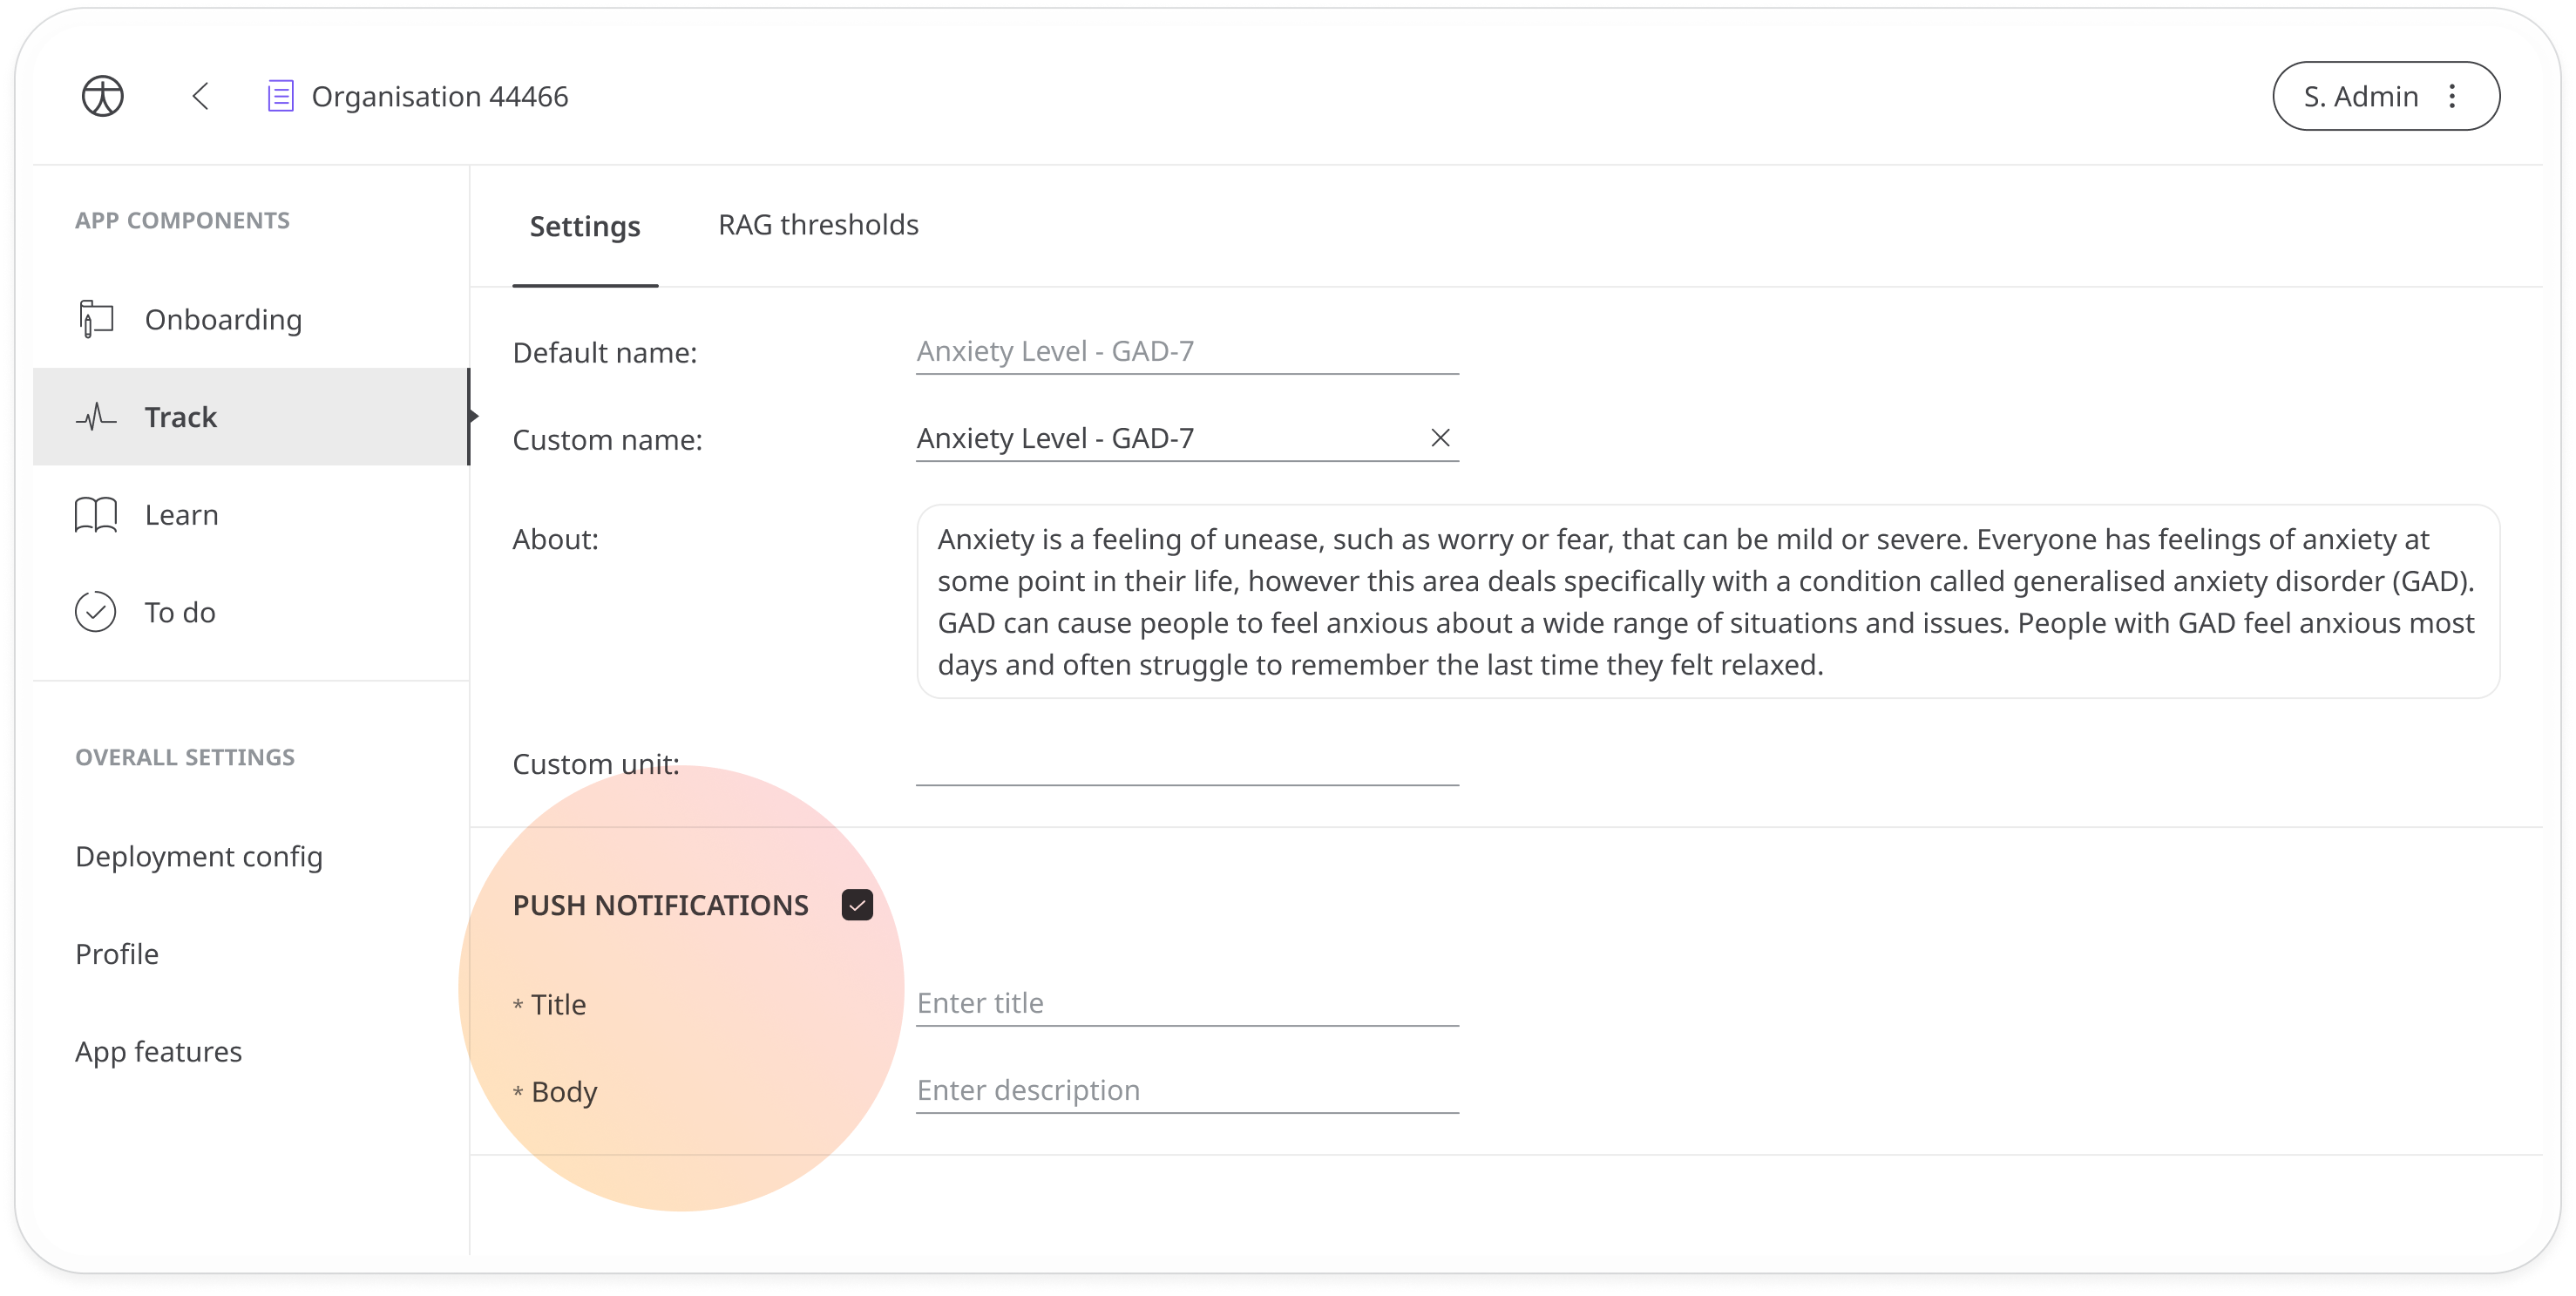 Organisation 44466
S. Admin
APP COMPONENTS
Onboarding
Track
Learn
To do
OVERALL SETTINGS
Deployment config
Profile
App features
Settings
RAG thresholds
Default name:
Anxiety Level - GAD-7
Custom name:
Anxiety Level - GAD-7
About:
Anxiety is a feeling of unease, such as worry or fear, that can be mild or severe. Everyone has feelings of anxiety at
some point in their life, however this area deals specifically with a condition called generalised anxiety disorder (GAD).
GAD can cause people to feel anxious about a wide range of situations and issues. People with GAD feel anxious most
days and often struggle to remember the last time they felt relaxed.
Custom unit:
PUSH NOTIFICATIONS
* Title
Enter title
* Body
Enter description